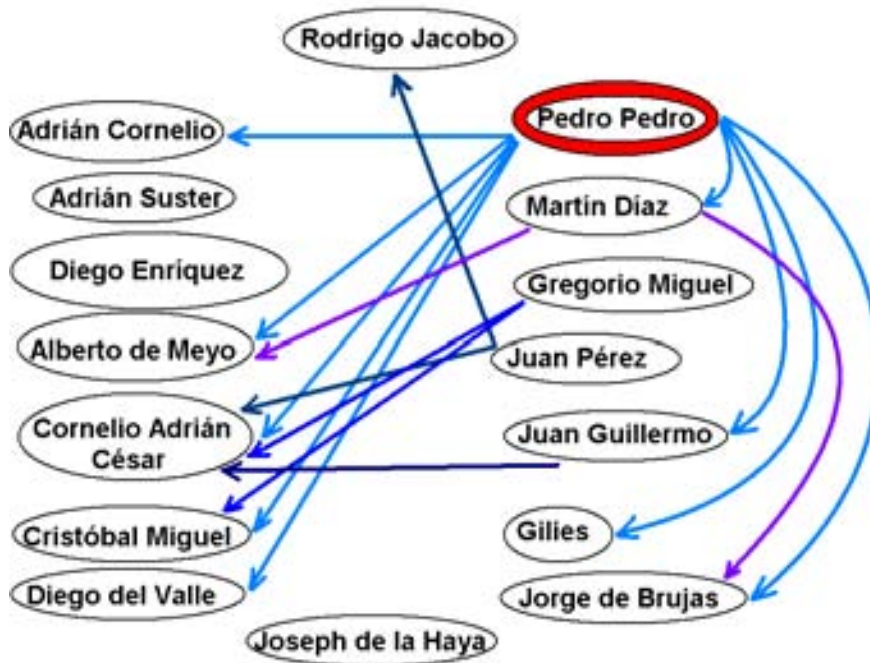 Rodrigo Jacobo
Pedro Pedro
Adrián Cornelio
Adrián Suster
Martín Díaz
Diego Enríquez
Gregorio Miguel
Alberto de Meyo
Juan Pérez
Cornelio Adrián
César
Juan Guillermo
Cristóbal Miguel
Gilies
Diego del Valle
Jorge de Brujas
Joseph de la Haya